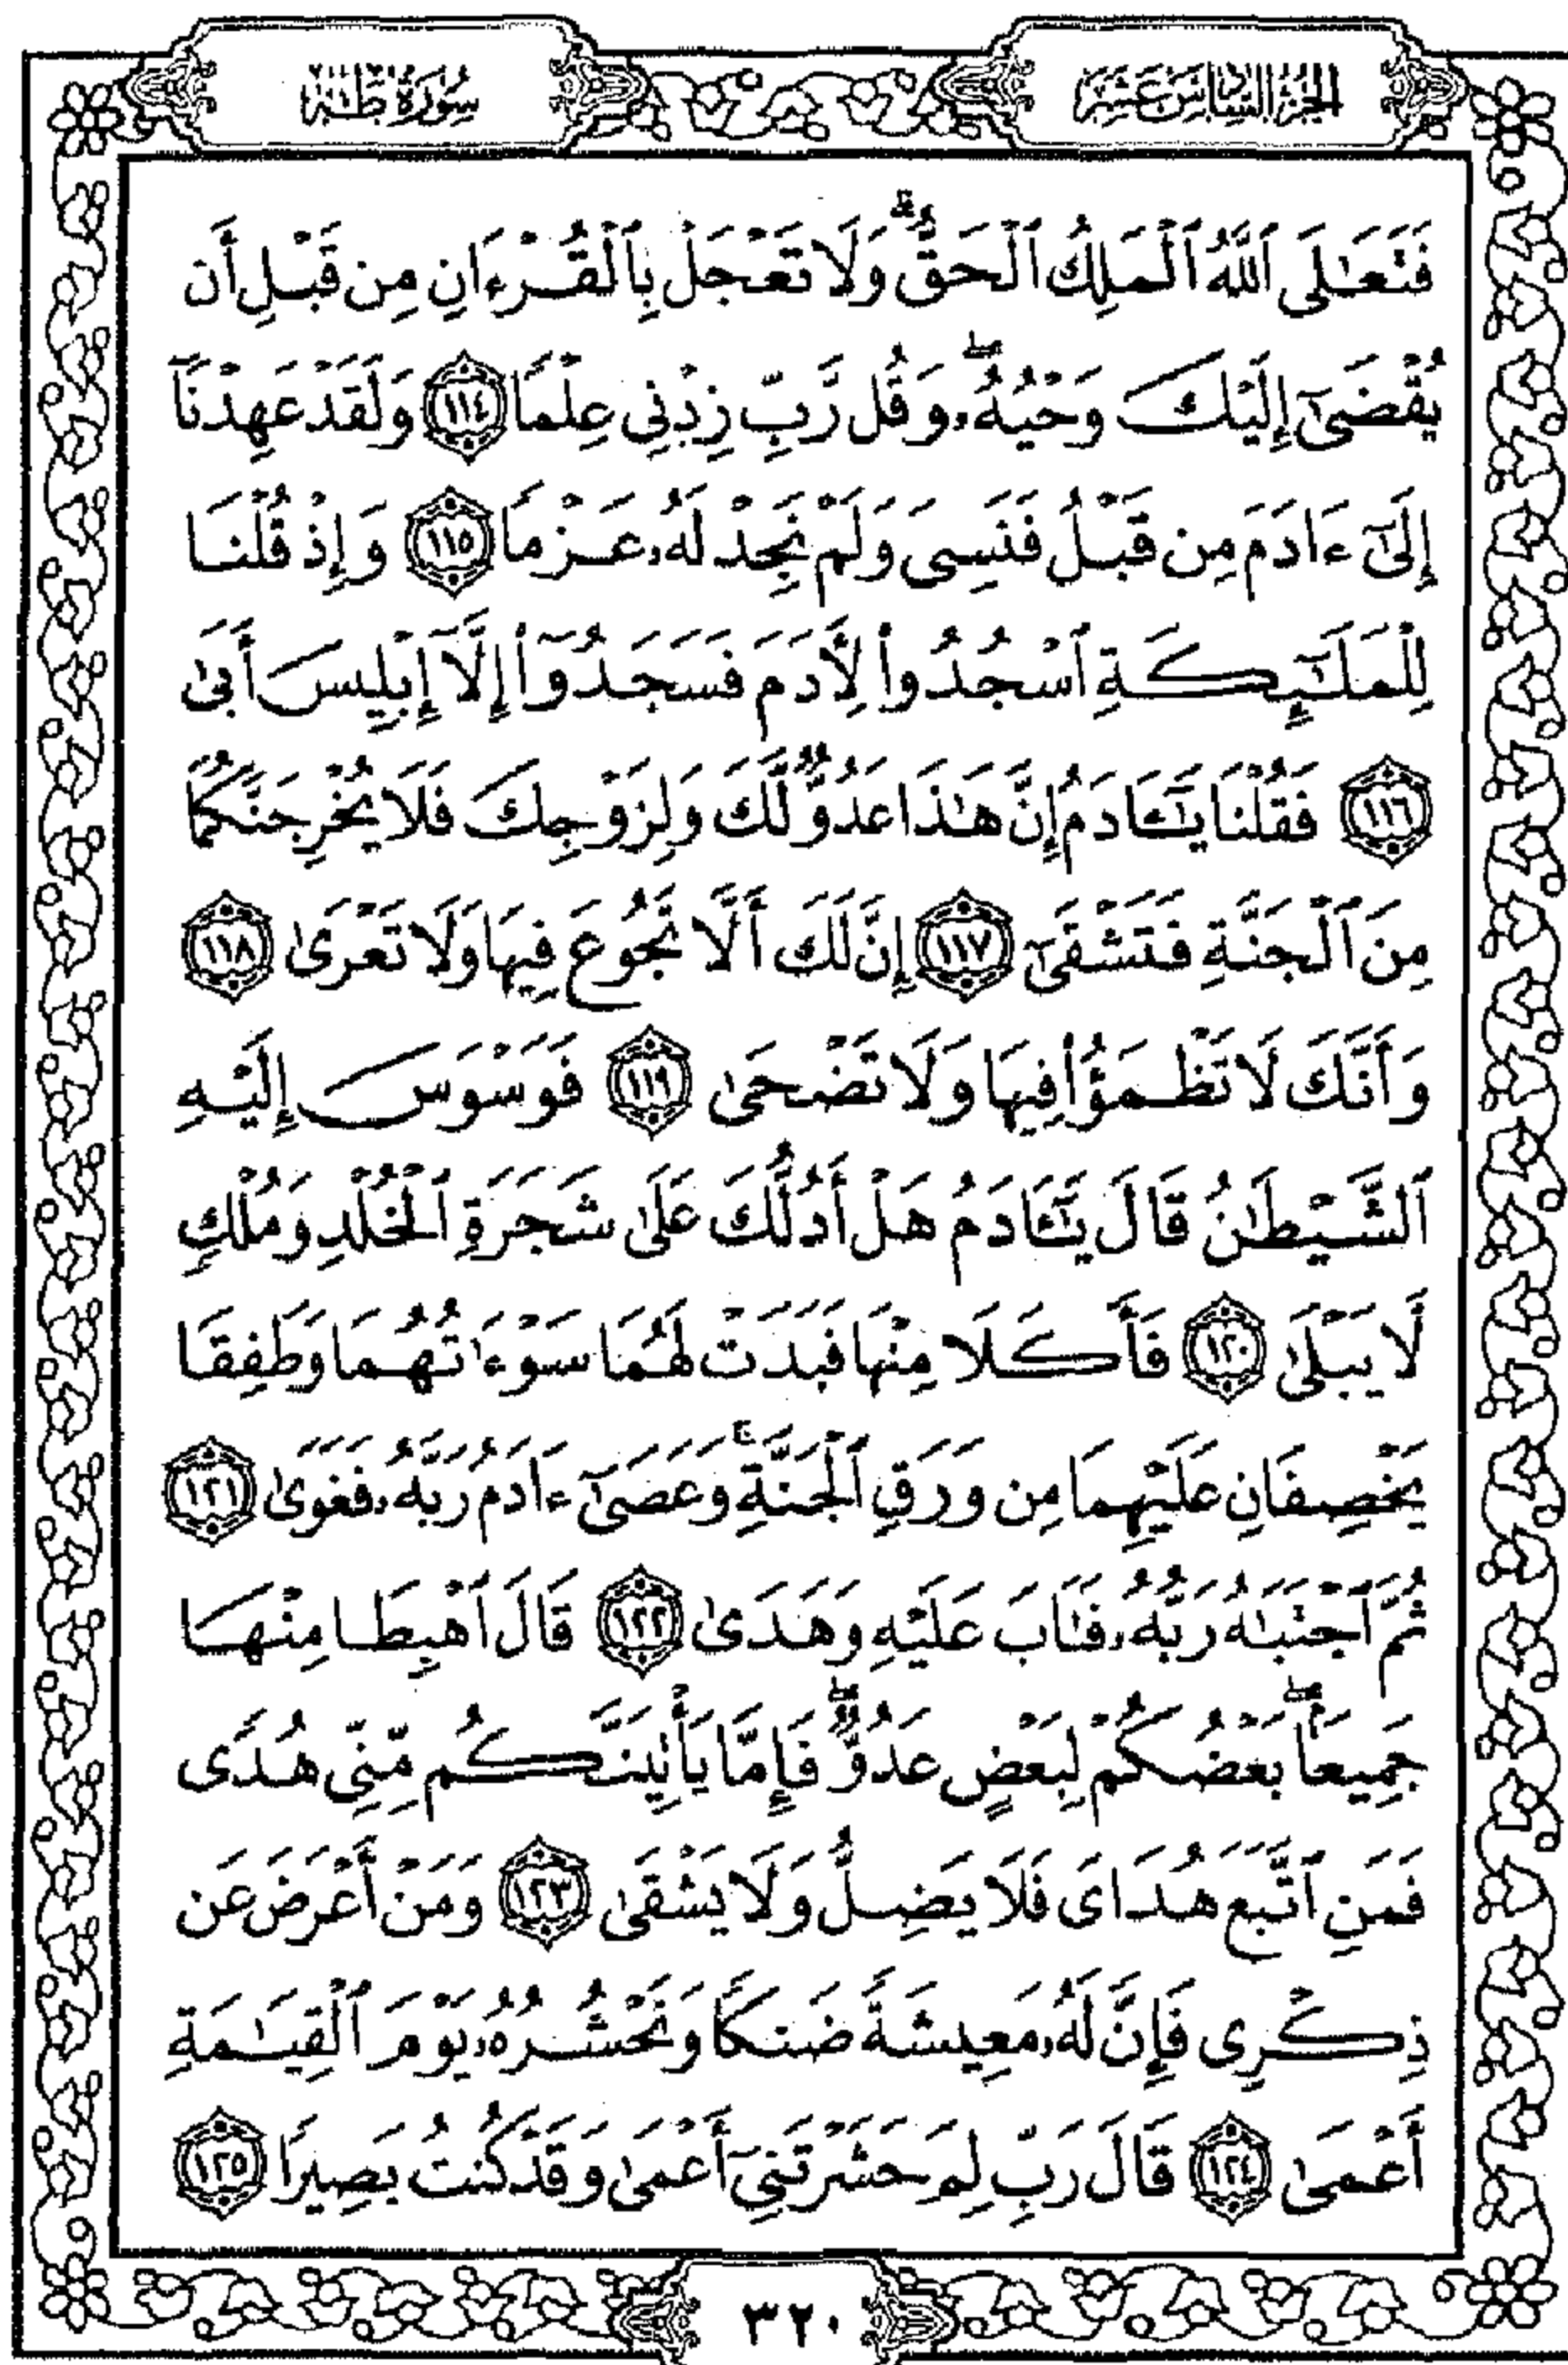 الجزء السادس عشر
سورة طه
فَتَعَٰلَى ٱللَّهُ ٱلْمَلِكُ ٱلْحَقُّ ۗ وَلَا تَعْجَلْ بِٱلْقُرْءَانِ مِن قَبْلِ أَن
يُقْضَىٰٓ إِلَيْكَ وَحْيُهُۥ ۖ وَقُل رَّبِّ زِدْنِى عِلْمًا ١١٤ وَلَقَدْ عَهِدْنَآ
إِلَىٰٓ ءَادَمَ مِن قَبْلُ فَنَسِىَ وَلَمْ نَجِدْ لَهُۥ عَزْمًا ١١٥ وَإِذْ قُلْنَا
لِلْمَلَٰٓئِكَةِ ٱسْجُدُوا۟ لِأَدَمَ فَسَجَدُوٓا۟ إِلَّآ إِبْلِيسَ أَبَىٰ
١١٦ فَقُلْنَا يَٰٓـَٔادَمُ إِنَّ هَٰذَا عَدُوٌّ لَّكَ وَلِزَوْجِكَ فَلَا يُخْرِجَنَّكُمَا
مِنَ ٱلْجَنَّةِ فَتَشْقَىٰٓ ١١٧ إِنَّ لَكَ أَلَّا تَجُوعَ فِيهَا وَلَا تَعْرَىٰ ١١٨
وَأَنَّكَ لَا تَظْمَؤُا۟ فِيهَا وَلَا تَضْحَىٰ ١١٩ فَوَسْوَسَ إِلَيْهِ
ٱلشَّيْطَٰنُ قَالَ يَٰٓـَٔادَمُ هَلْ أَدُلُّكَ عَلَىٰ شَجَرَةِ ٱلْخُلْدِ وَمُلْكٍ
لَّا يَبْلَىٰ ١٢٠ فَأَكَلَا مِنْهَا فَبَدَتْ لَهُمَا سَوْءَٰتُهُمَا وَطَفِقَا
يَخْصِفَانِ عَلَيْهِمَا مِن وَرَقِ ٱلْجَنَّةِ ۚ وَعَصَىٰٓ ءَادَمُ رَبَّهُۥ فَغَوَىٰ ١٢١
ثُمَّ ٱجْتَبَٰهُ رَبُّهُۥ فَتَابَ عَلَيْهِ وَهَدَىٰ ١٢٢ قَالَ ٱهْبِطَا مِنْهَا
جَمِيعًۢا ۖ بَعْضُكُمْ لِبَعْضٍ عَدُوٌّ ۖ فَإِمَّا يَأْتِيَنَّكُم مِّنِّى هُدًى
فَمَنِ ٱتَّبَعَ هُدَاىَ فَلَا يَضِلُّ وَلَا يَشْقَىٰ ١٢٣ وَمَنْ أَعْرَضَ عَن
ذِكْرِى فَإِنَّ لَهُۥ مَعِيشَةً ضَنكًا وَنَحْشُرُهُۥ يَوْمَ ٱلْقِيَٰمَةِ
أَعْمَىٰ ١٢٤ قَالَ رَبِّ لِمَ حَشَرْتَنِىٓ أَعْمَىٰ وَقَدْ كُنتُ بَصِيرًا ١٢٥
٣٢٠